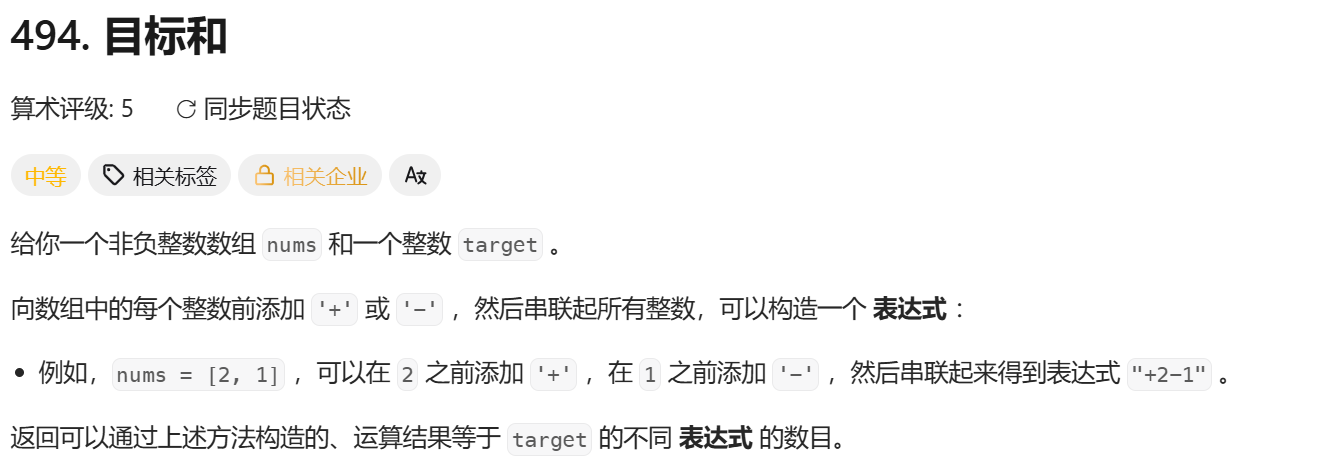 494. 目标和
算术评级: 5 同步题目状态
中等 相关标签 相关企业 A文
给你一个非负整数数组 nums 和一个整数 target 。
向数组中的每个整数前添加 '+' 或 '-' ，然后串联起所有整数，可以构造一个 表达式 ：
• 例如，nums = [2, 1] ，可以在 2 之前添加 '+' ，在 1 之前添加 '-' ，然后串联起来得到表达式 "+2-1" 。
返回可以通过上述方法构造的、运算结果等于 target 的不同 表达式 的数目。